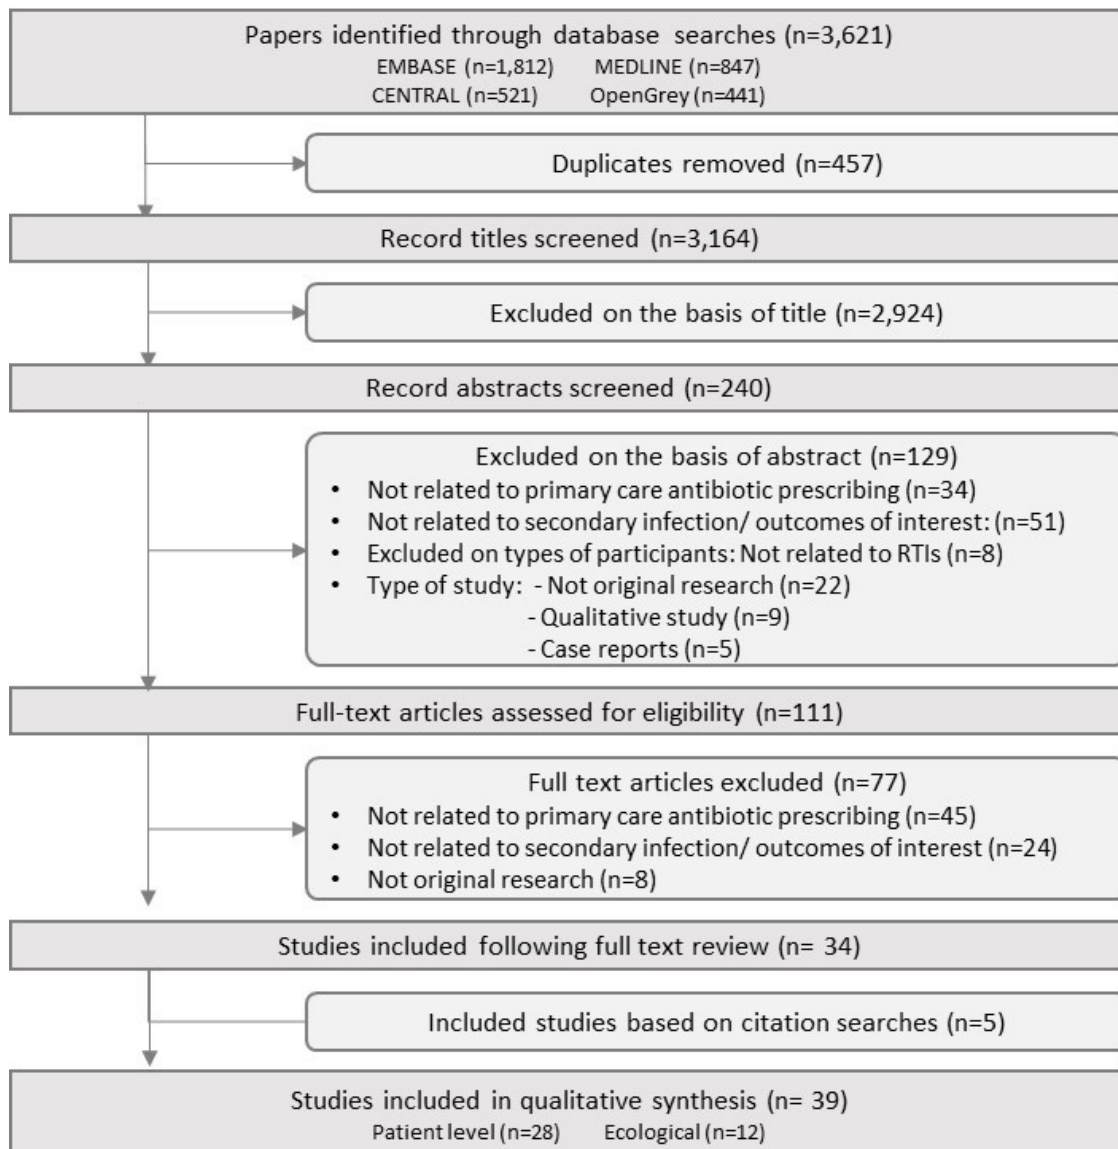 Papers identified through database searches (n=3,621)
EMBASE (n=1,812) MEDLINE (n=847)
CENTRAL (n=521) OpenGrey (n=441)
Duplicates removed (n=457)
Record titles screened (n=3,164)
Excluded on the basis of title (n=2,924)
Record abstracts screened (n=240)
Excluded on the basis of abstract (n=129)
• Not related to primary care antibiotic prescribing (n=34)
• Not related to secondary infection/ outcomes of interest: (n=51)
• Excluded on types of participants: Not related to RTIs (n=8)
• Type of study: - Not original research (n=22)
- Qualitative study (n=9)
- Case reports (n=5)
Full-text articles assessed for eligibility (n=111)
Full text articles excluded (n=77)
• Not related to primary care antibiotic prescribing (n=45)
• Not related to secondary infection/ outcomes of interest (n=24)
• Not original research (n=8)
Studies included following full text review (n= 34)
Included studies based on citation searches (n=5)
Studies included in qualitative synthesis (n= 39)
Patient level (n=28) Ecological (n=12)